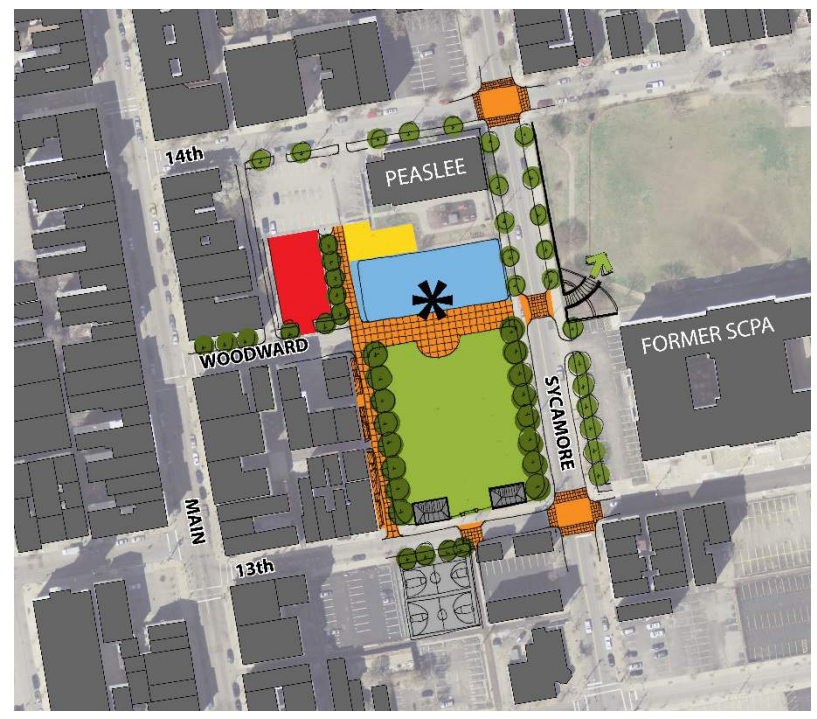 14th
PEASLEE
FORMER SCPA
WOODWARD
SYCAMORE
MAIN
13th